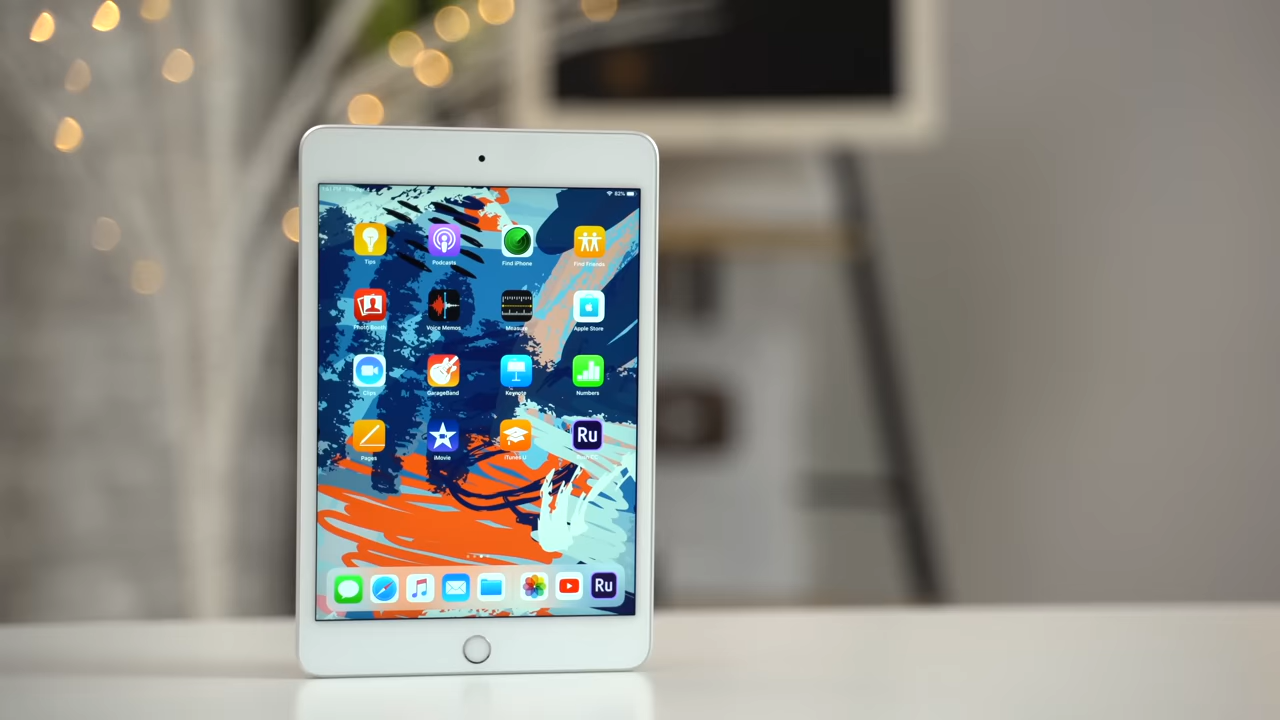 82%
Tips Podcasts Find iPhone Find Friends
Photo Booth Voice Memos Measure Apple Store
Clips GarageBand Keynote Numbers
Ru
Pages iMovie iTunes U
Ru